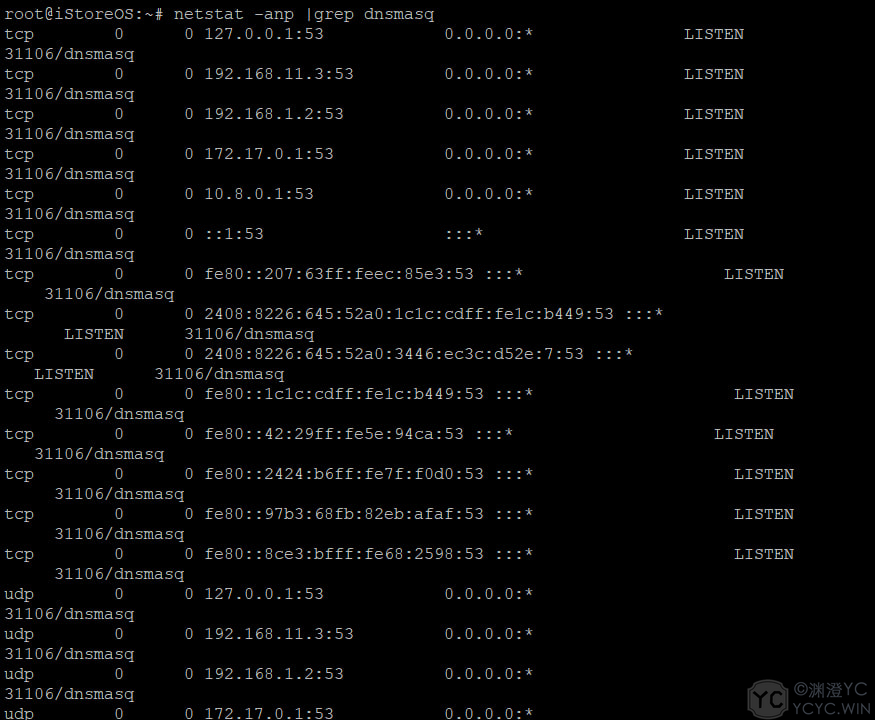 root@iStoreOS:~# netstat -anp |grep dnsmasq
tcp        0      0 127.0.0.1:53            0.0.0.0:*               LISTEN
31106/dnsmasq
tcp        0      0 192.168.11.3:53         0.0.0.0:*               LISTEN
31106/dnsmasq
tcp        0      0 192.168.1.2:53          0.0.0.0:*               LISTEN
31106/dnsmasq
tcp        0      0 172.17.0.1:53           0.0.0.0:*               LISTEN
31106/dnsmasq
tcp        0      0 10.8.0.1:53             0.0.0.0:*               LISTEN
31106/dnsmasq
tcp        0      0 ::1:53                  :::*                    LISTEN
31106/dnsmasq
tcp        0      0 fe80::207:63ff:feec:85e3:53 :::*                    LISTEN
    31106/dnsmasq
tcp        0      0 2408:8226:645:52a0:1c1c:cdff:fe1c:b449:53 :::*
      LISTEN      31106/dnsmasq
tcp        0      0 2408:8226:645:52a0:3446:ec3c:d52e:7:53 :::*
   LISTEN      31106/dnsmasq
tcp        0      0 fe80::1c1c:cdff:fe1c:b449:53 :::*                    LISTEN
     31106/dnsmasq
tcp        0      0 fe80::42:29ff:fe5e:94ca:53 :::*                    LISTEN
   31106/dnsmasq
tcp        0      0 fe80::2424:b6ff:fe7f:f0d0:53 :::*                    LISTEN
     31106/dnsmasq
tcp        0      0 fe80::97b3:68fb:82eb:afaf:53 :::*                    LISTEN
     31106/dnsmasq
tcp        0      0 fe80::8ce3:bfff:fe68:2598:53 :::*                    LISTEN
     31106/dnsmasq
udp        0      0 127.0.0.1:53            0.0.0.0:*
31106/dnsmasq
udp        0      0 192.168.11.3:53         0.0.0.0:*
31106/dnsmasq
udp        0      0 192.168.1.2:53          0.0.0.0:*
31106/dnsmasq
udp        0      0 172.17.0.1:53           0.0.0.0:*
YC
©渊澄YC
YCYC.WIN